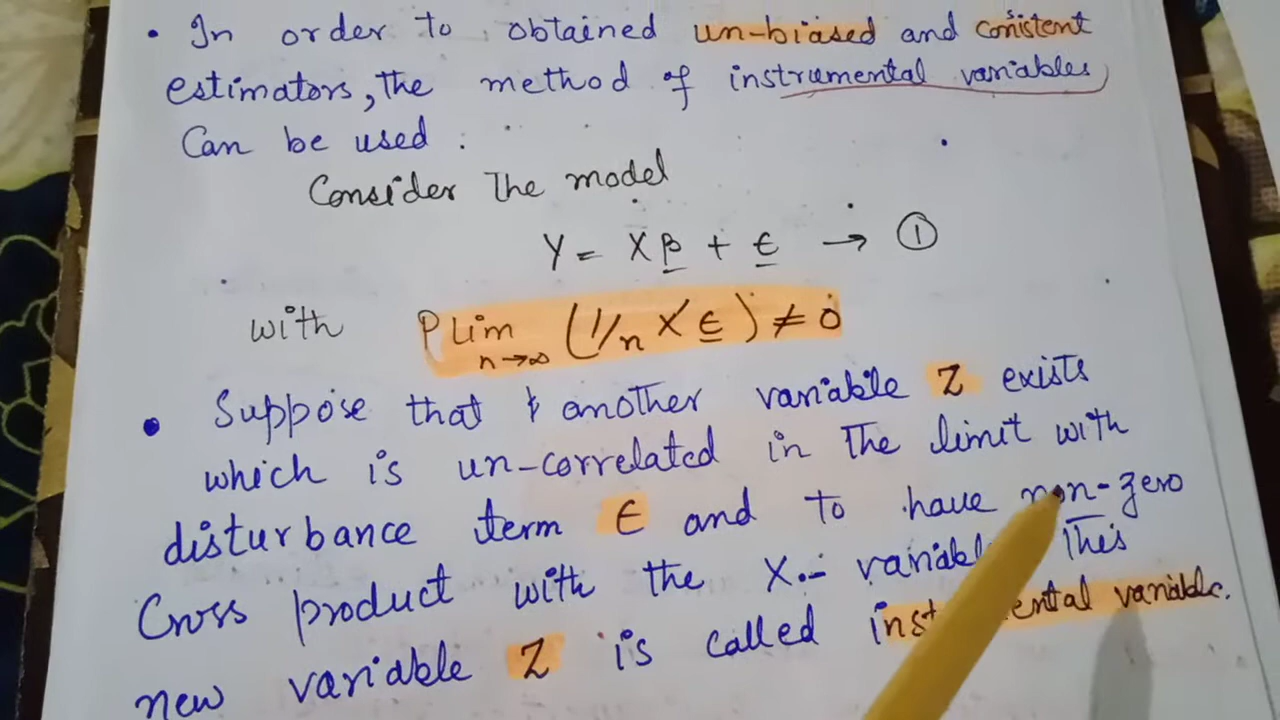 • In order to obtained un-biased and consistent
estimators, the method of instrumental variables
Can be used :
Consider The model
Y = Xβ + ϵ → ①
with Plim n→∞ (1/n X′ϵ) ≠ 0
• Suppose that & another variable Z exists
which is un-correlated in The limit with
disturbance term ϵ and to have non-zero
Cross product with the X.- variable This
new variable Z is called instrumental variable.